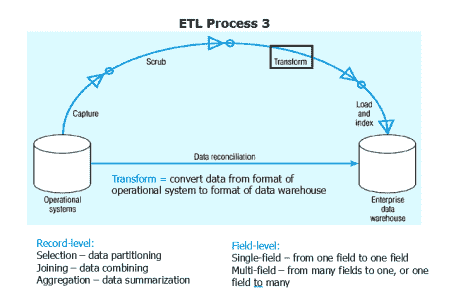 ETL Process 3
Scrub
Transform
Capture
Load
and
index
Data reconciliation
Transform = convert data from format of
operational system to format of data warehouse
Operational
systems
Enterprise
data
warehouse
Record-level:
Selection – data partitioning
Joining – data combining
Aggregation – data summarization
Field-level:
Single-field – from one field to one field
Multi-field – from many fields to one, or one
field to many